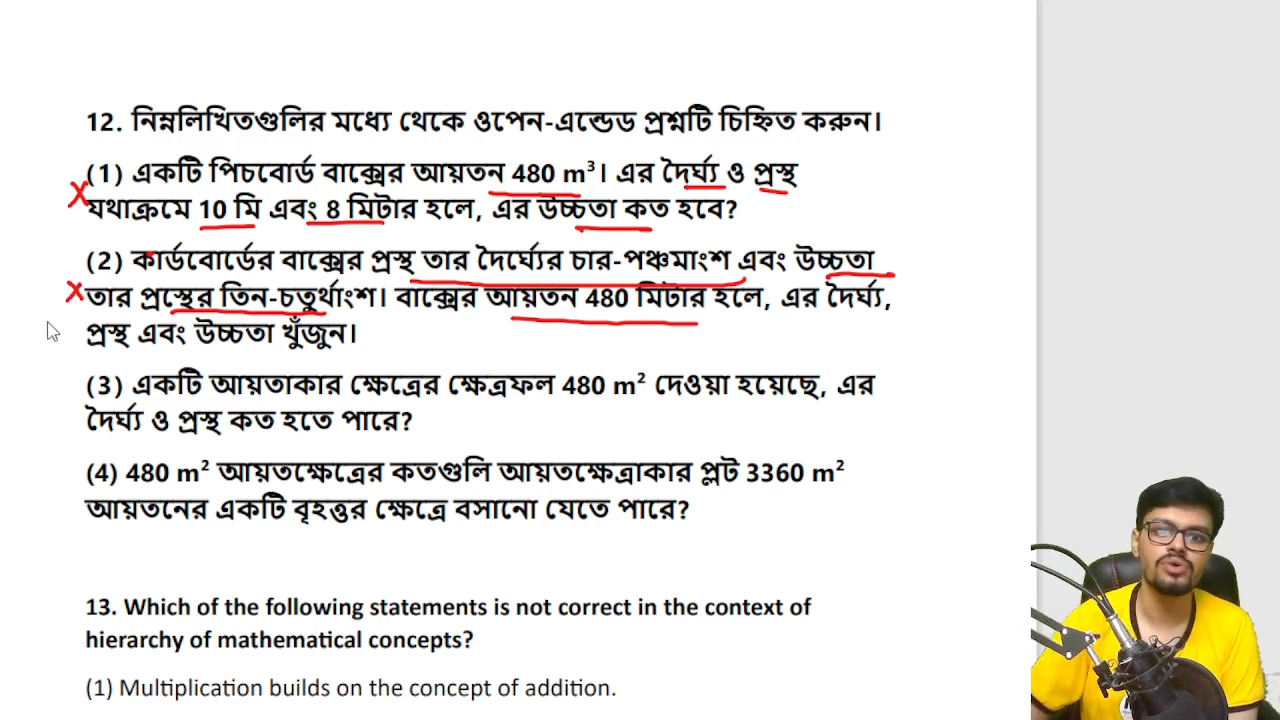 12. নিম্নলিখিতগুলির মধ্যে থেকে ওপেন-এন্ডেড প্রশ্নটি চিহ্নিত করুন।
(1) একটি পিচবোর্ড বাক্সের আয়তন 480 m³। এর দৈর্ঘ্য ও প্রস্থ
যথাক্রমে 10 মি এবং 8 মিটার হলে, এর উচ্চতা কত হবে?
(2) কার্ডবোর্ডের বাক্সের প্রস্থ তার দৈর্ঘ্যের চার-পঞ্চমাংশ এবং উচ্চতা
তার প্রস্থের তিন-চতুর্থাংশ। বাক্সের আয়তন 480 মিটার হলে, এর দৈর্ঘ্য,
প্রস্থ এবং উচ্চতা খুঁজুন।
(3) একটি আয়তাকার ক্ষেত্রের ক্ষেত্রফল 480 m² দেওয়া হয়েছে, এর
দৈর্ঘ্য ও প্রস্থ কত হতে পারে?
(4) 480 m² আয়তক্ষেত্রের কতগুলি আয়তক্ষেত্রাকার প্লট 3360 m²
আয়তনের একটি বৃহত্তর ক্ষেত্রে বসানো যেতে পারে?
13. Which of the following statements is not correct in the context of
hierarchy of mathematical concepts?
(1) Multiplication builds on the concept of addition.